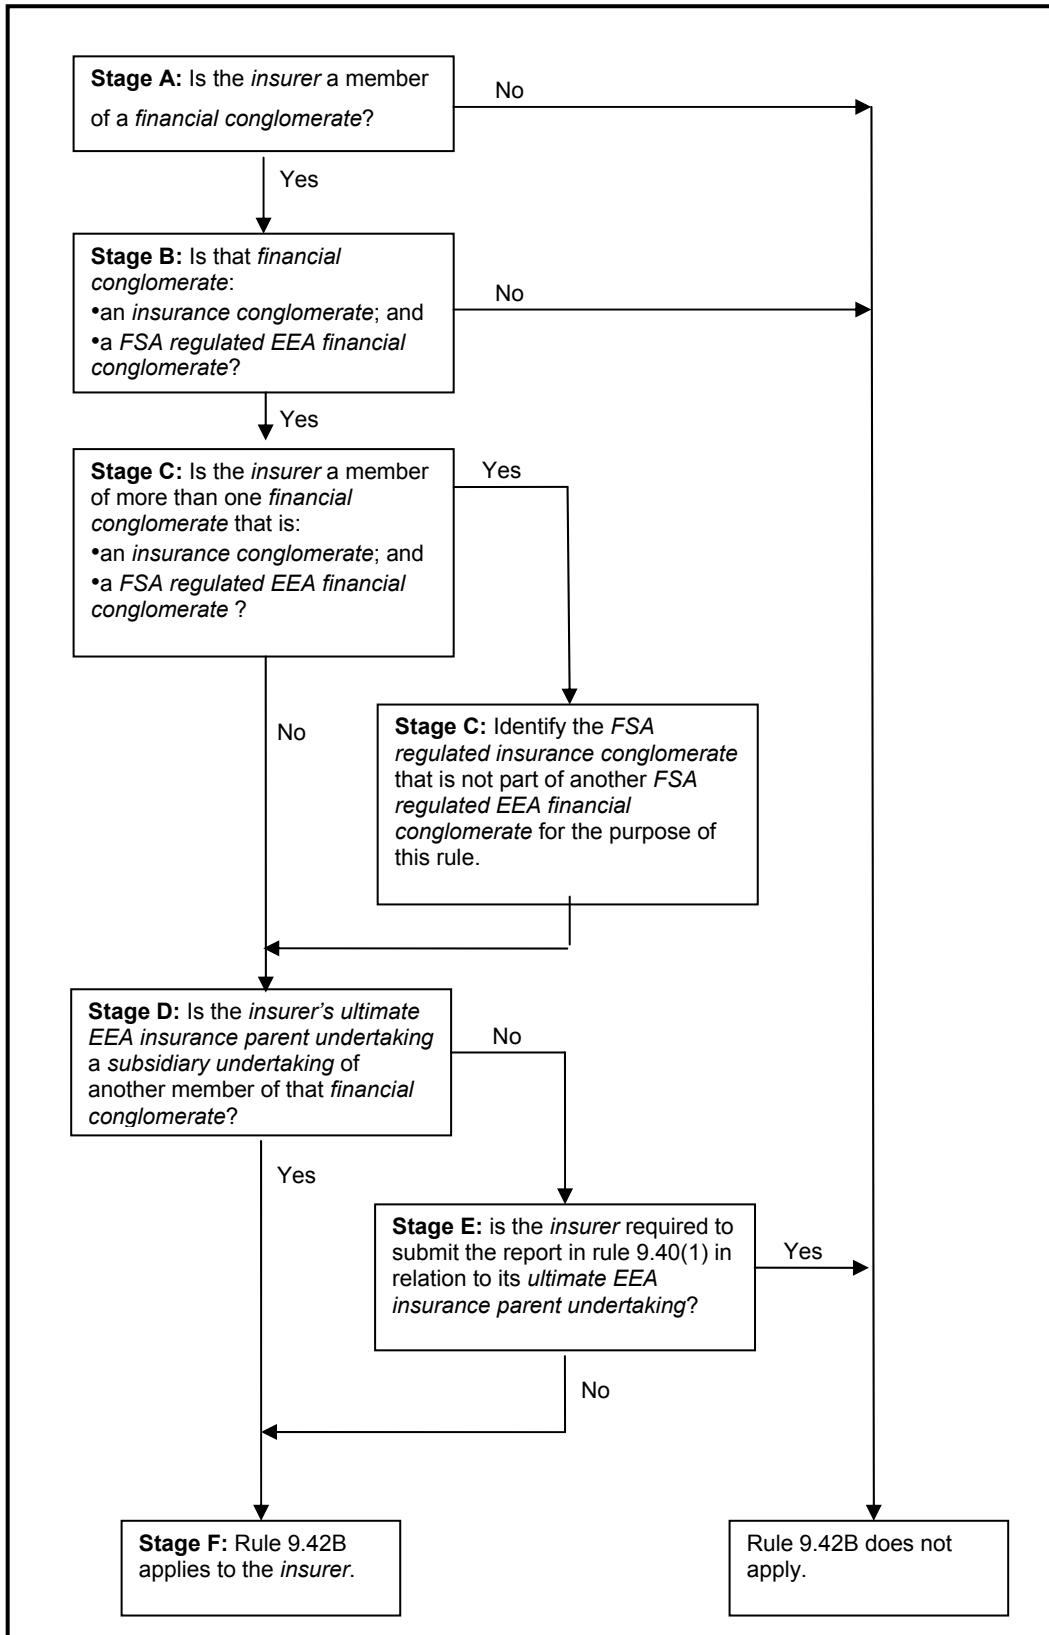 Stage A: Is the insurer a member
of a financial conglomerate?
No
Yes
Stage B: Is that financial
conglomerate:
•an insurance conglomerate; and
•a FSA regulated EEA financial
conglomerate?
No
Yes
Stage C: Is the insurer a member
of more than one financial
conglomerate that is:
•an insurance conglomerate; and
•a FSA regulated EEA financial
conglomerate ?
Yes
No
Stage C: Identify the FSA
regulated insurance conglomerate
that is not part of another FSA
regulated EEA financial
conglomerate for the purpose of
this rule.
Stage D: Is the insurer’s ultimate
EEA insurance parent undertaking
a subsidiary undertaking of
another member of that financial
conglomerate?
No
Yes
Stage E: is the insurer required to
submit the report in rule 9.40(1) in
relation to its ultimate EEA
insurance parent undertaking?
Yes
No
Stage F: Rule 9.42B
applies to the insurer.
Rule 9.42B does not
apply.